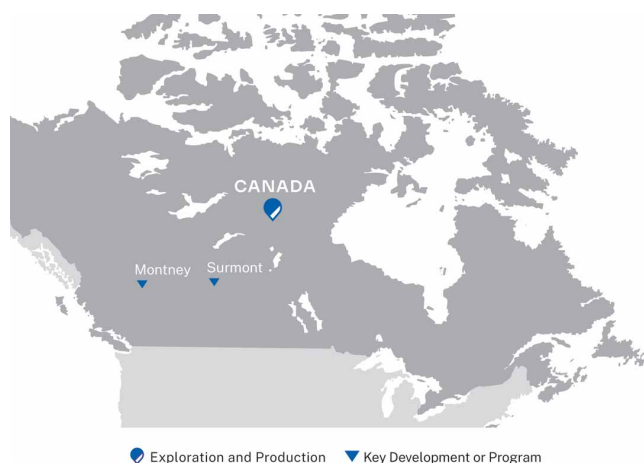 CANADA
Montney
Surmont
Exploration and Production
Key Development or Program